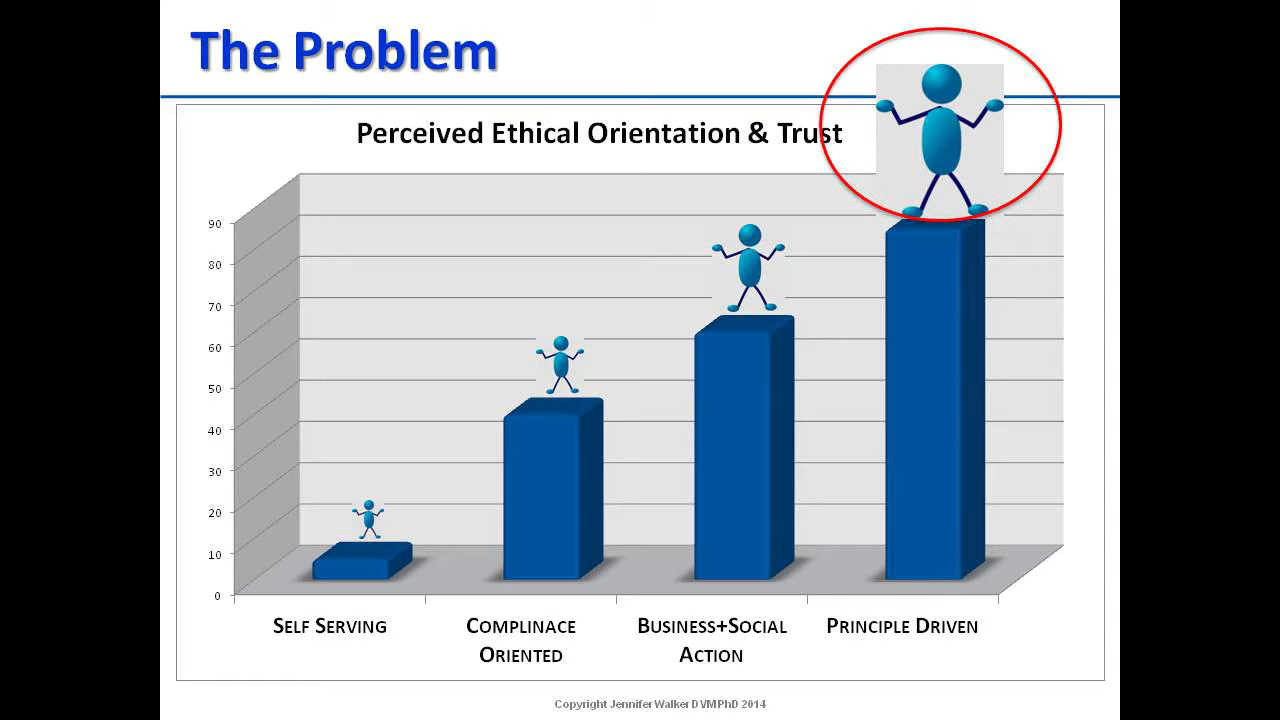 The Problem
Perceived Ethical Orientation & Trust
90
80
70
60
50
40
30
20
10
0
SELF SERVING
COMPLINACE
ORIENTED
BUSINESS+SOCIAL
ACTION
PRINCIPLE DRIVEN
Copyright Jennifer Walker DVMPhD 2014